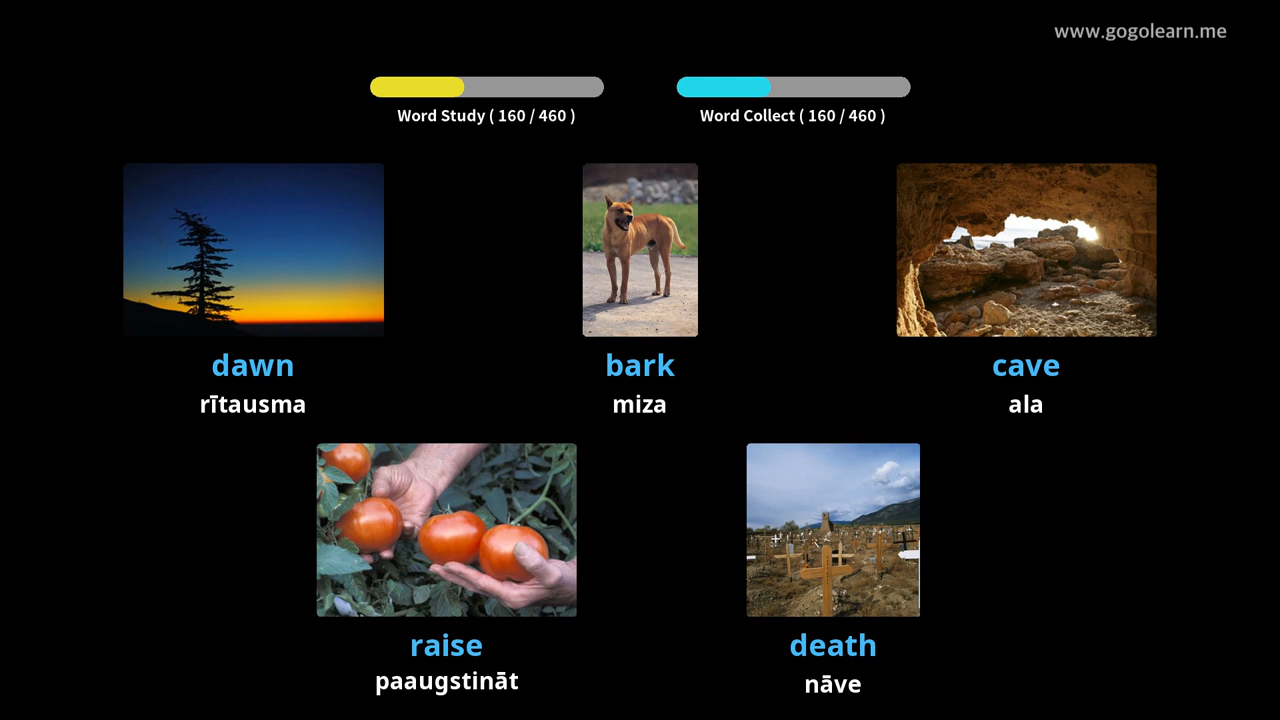 www.gogolearn.me
Word Study ( 160 / 460 )
Word Collect ( 160 / 460 )
dawn
rītausma
bark
miza
cave
ala
raise
paaugstināt
death
nāve